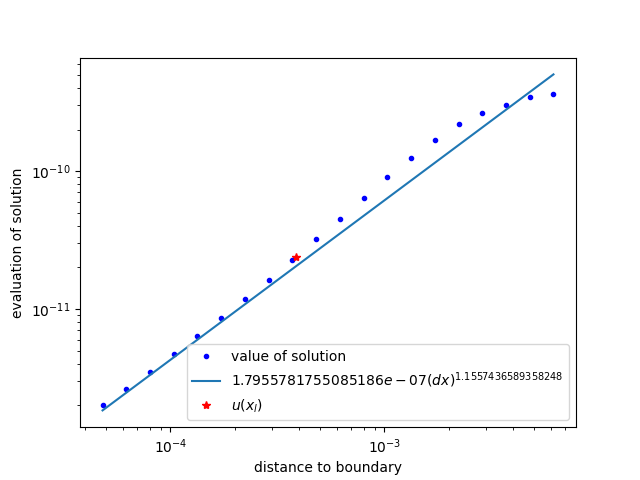 10⁻¹⁰
10⁻¹¹
evaluation of solution
value of solution
1.7955781755085186e − 07(dx)^1.1557436589358248
u(x_l)
10⁻⁴
10⁻³
distance to boundary